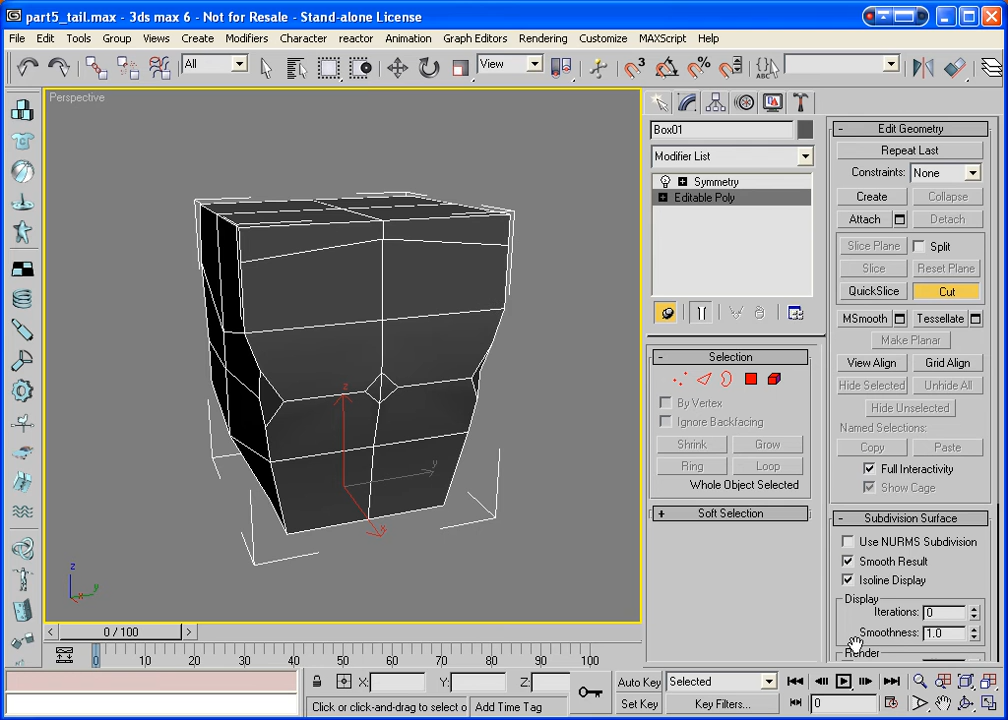 part5_tail.max - 3ds max 6 - Not for Resale - Stand-alone License
File Edit Tools Group Views Create Modifiers Character reactor Animation Graph Editors Rendering Customize MAXScript Help
All View 3 % ABC
Perspective
Box01
Modifier List
Symmetry
Editable Poly
- Selection
By Vertex
Ignore Backfacing
Shrink Grow
Ring Loop
Whole Object Selected
+ Soft Selection
- Edit Geometry
Repeat Last
Constraints: None
Create Collapse
Attach Detach
Slice Plane Split
Slice Reset Plane
QuickSlice Cut
MSmooth Tessellate
Make Planar
View Align Grid Align
Hide Selected Unhide All
Hide Unselected
Named Selections:
Copy Paste
Full Interactivity
Show Cage
- Subdivision Surface
Use NURMS Subdivision
Smooth Result
Isoline Display
Display
Iterations: 0
Smoothness: 1.0
Render
z
y
x
z
y
x
< 0 / 100 >
0 10 20 30 40 50 60 70 80 90 100
X: Y: Z: Auto Key Selected
Click or click-and-drag to select o Add Time Tag Set Key Key Filters... 0